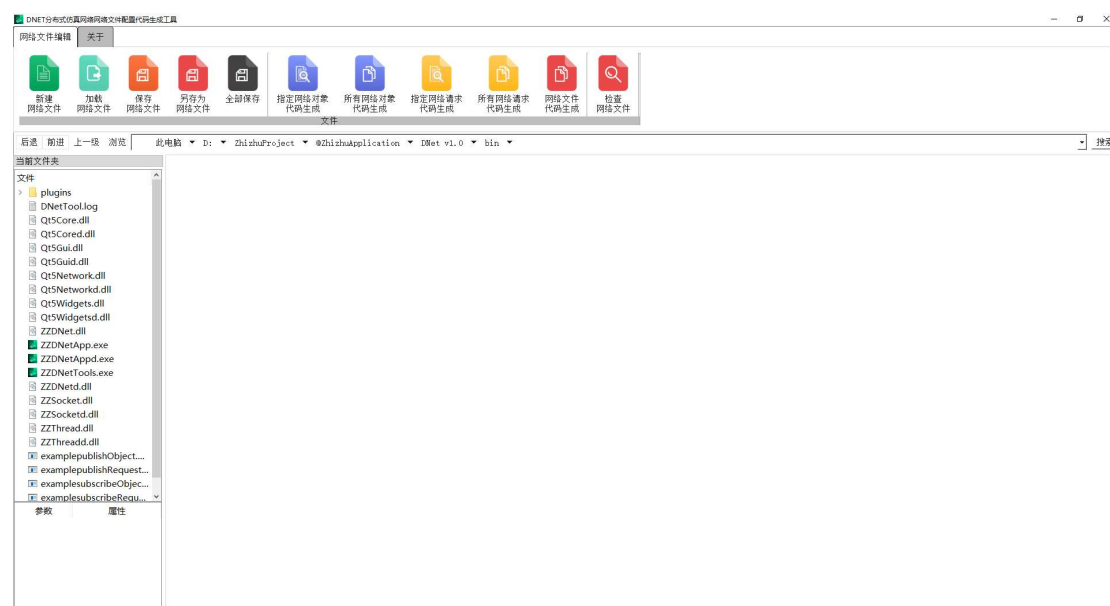 DNET分布式仿真网络网络文件配置代码生成工具
网络文件编辑 关于
新建
网络文件
加载
网络文件
保存
网络文件
另存为
网络文件
全部保存
指定网络对象
代码生成
所有网络对象
代码生成
指定网络请求
代码生成
所有网络请求
代码生成
网络文件
代码生成
检查
网络文件
文件
后退 前进 上一级 浏览 此电脑 D: ZhizhuProject @ZhizhuApplication DNet v1.0 bin 搜索
当前文件夹
文件
plugins
DNetTool.log
Qt5Core.dll
Qt5Cored.dll
Qt5Gui.dll
Qt5Guid.dll
Qt5Network.dll
Qt5Networkd.dll
Qt5Widgets.dll
Qt5Widgetsd.dll
ZZDNet.dll
ZZDNetApp.exe
ZZDNetAppd.exe
ZZDNetTools.exe
ZZDNetd.dll
ZZSocket.dll
ZZSocketd.dll
ZZThread.dll
ZZThreadd.dll
examplepublishObject....
examplepublishRequest...
examplesubscribeObjec...
examplesubscribeRequ...
参数 属性